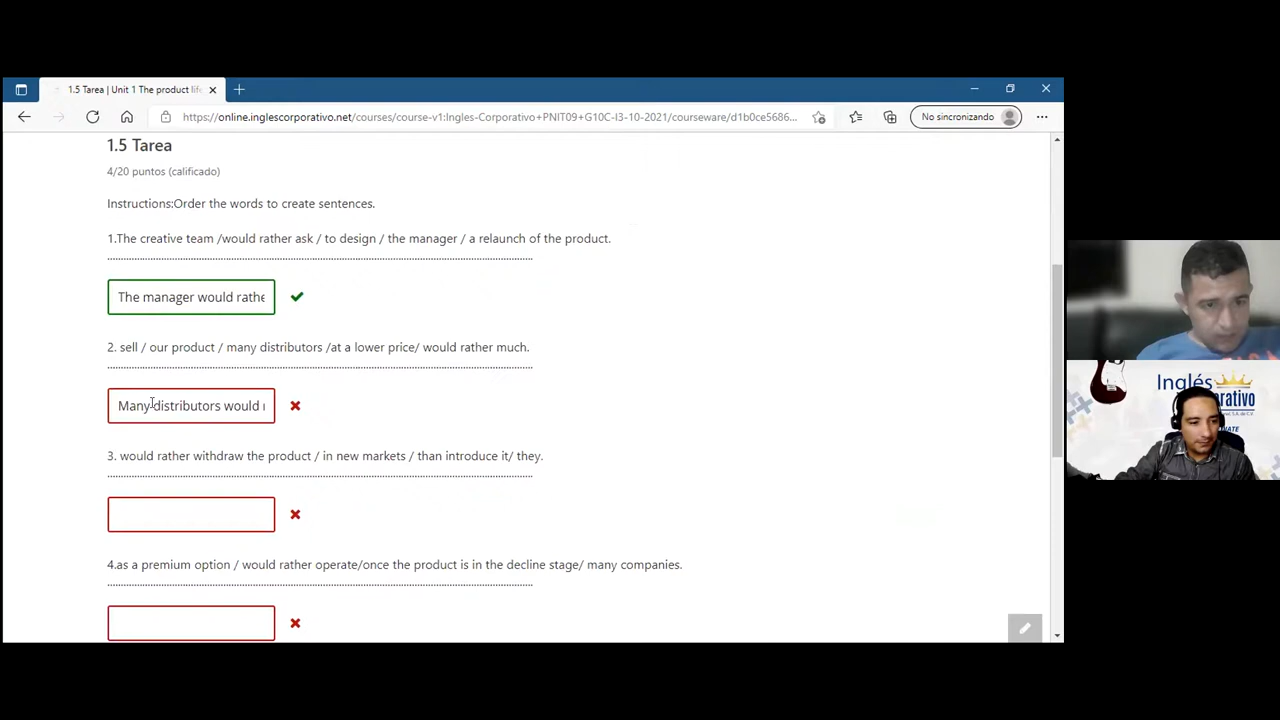 1.5 Tarea | Unit 1 The product life
https://online.inglescorporativo.net/courses/course-v1:Ingles-Corporativo+PNIT09+G10C-I3-10-2021/courseware/d1b0ce5686...
No sincronizando
1.5 Tarea
4/20 puntos (calificado)
Instructions:Order the words to create sentences.
1.The creative team /would rather ask / to design / the manager / a relaunch of the product.
The manager would rathe
2. sell / our product / many distributors /at a lower price/ would rather much.
Many distributors would
3. would rather withdraw the product / in new markets / than introduce it/ they.
4.as a premium option / would rather operate/once the product is in the decline stage/ many companies.
Inglés